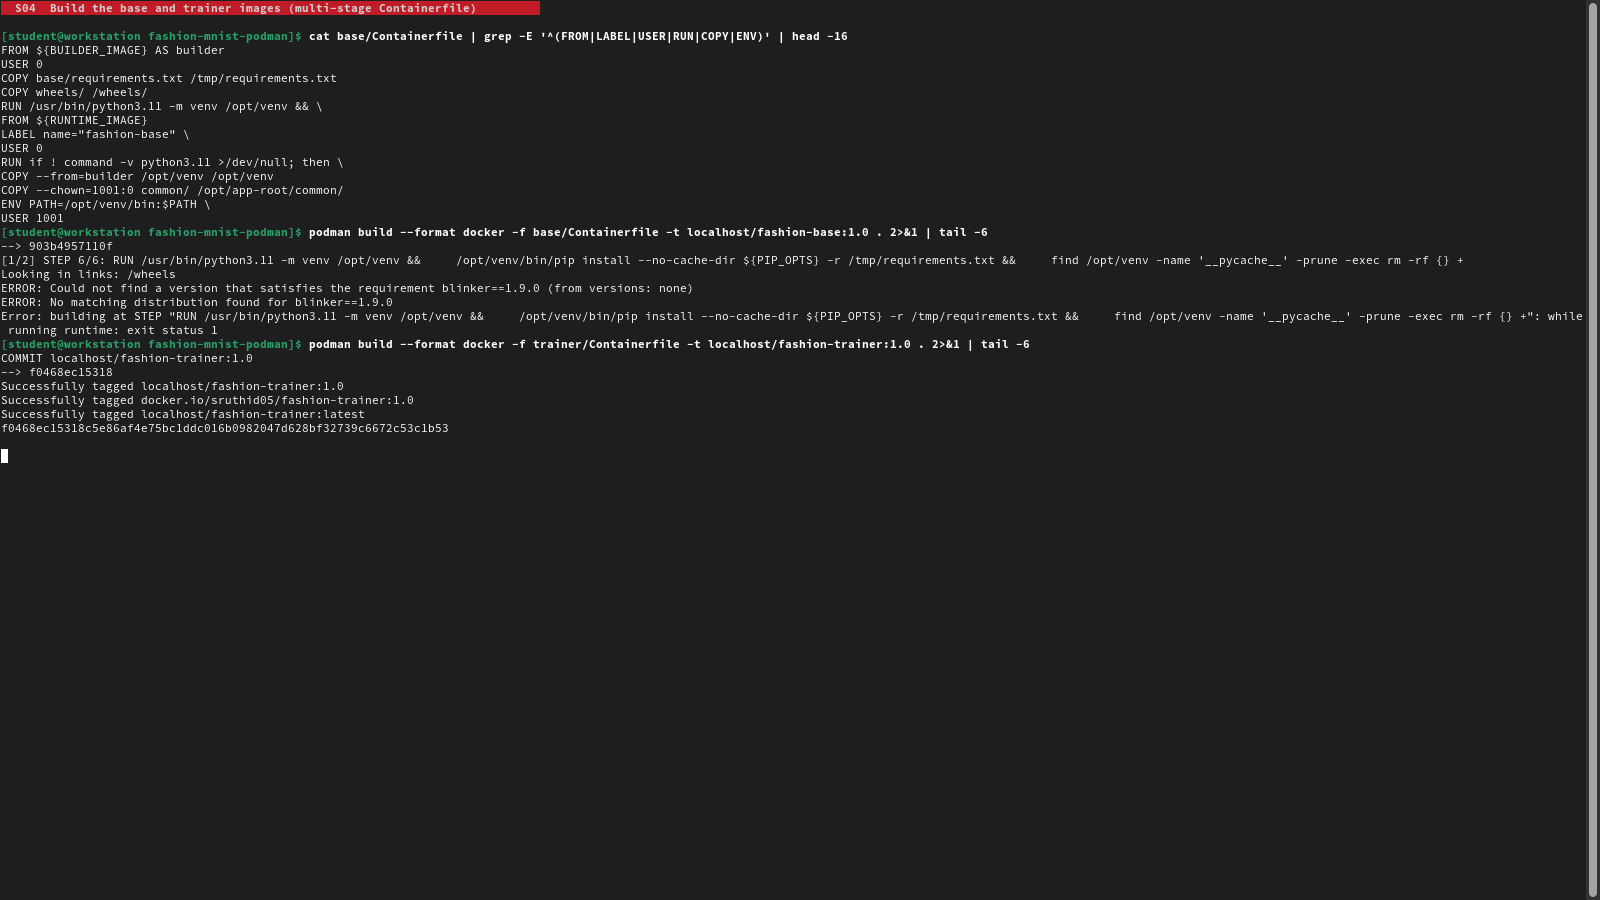 S04  Build the base and trainer images (multi-stage Containerfile)
[student@workstation fashion-mnist-podman]$ cat base/Containerfile | grep -E '^(FROM|LABEL|USER|RUN|COPY|ENV)' | head -16
FROM ${BUILDER_IMAGE} AS builder
USER 0
COPY base/requirements.txt /tmp/requirements.txt
COPY wheels/ /wheels/
RUN /usr/bin/python3.11 -m venv /opt/venv && \
FROM ${RUNTIME_IMAGE}
LABEL name="fashion-base" \
USER 0
RUN if ! command -v python3.11 >/dev/null; then \
COPY --from=builder /opt/venv /opt/venv
COPY --chown=1001:0 common/ /opt/app-root/common/
ENV PATH=/opt/venv/bin:$PATH \
USER 1001
[student@workstation fashion-mnist-podman]$ podman build --format docker -f base/Containerfile -t localhost/fashion-base:1.0 . 2>&1 | tail -6
--> 903b4957110f
[1/2] STEP 6/6: RUN /usr/bin/python3.11 -m venv /opt/venv &&     /opt/venv/bin/pip install --no-cache-dir ${PIP_OPTS} -r /tmp/requirements.txt &&     find /opt/venv -name '__pycache__' -prune -exec rm -rf {} +
Looking in links: /wheels
ERROR: Could not find a version that satisfies the requirement blinker==1.9.0 (from versions: none)
ERROR: No matching distribution found for blinker==1.9.0
Error: building at STEP "RUN /usr/bin/python3.11 -m venv /opt/venv &&     /opt/venv/bin/pip install --no-cache-dir ${PIP_OPTS} -r /tmp/requirements.txt &&     find /opt/venv -name '__pycache__' -prune -exec rm -rf {} +": while
running runtime: exit status 1
[student@workstation fashion-mnist-podman]$ podman build --format docker -f trainer/Containerfile -t localhost/fashion-trainer:1.0 . 2>&1 | tail -6
COMMIT localhost/fashion-trainer:1.0
--> f0468ec15318
Successfully tagged localhost/fashion-trainer:1.0
Successfully tagged docker.io/sruthid05/fashion-trainer:1.0
Successfully tagged localhost/fashion-trainer:latest
f0468ec15318c5e86af4e75bc1ddc016b0982047d628bf32739c6672c53c1b53